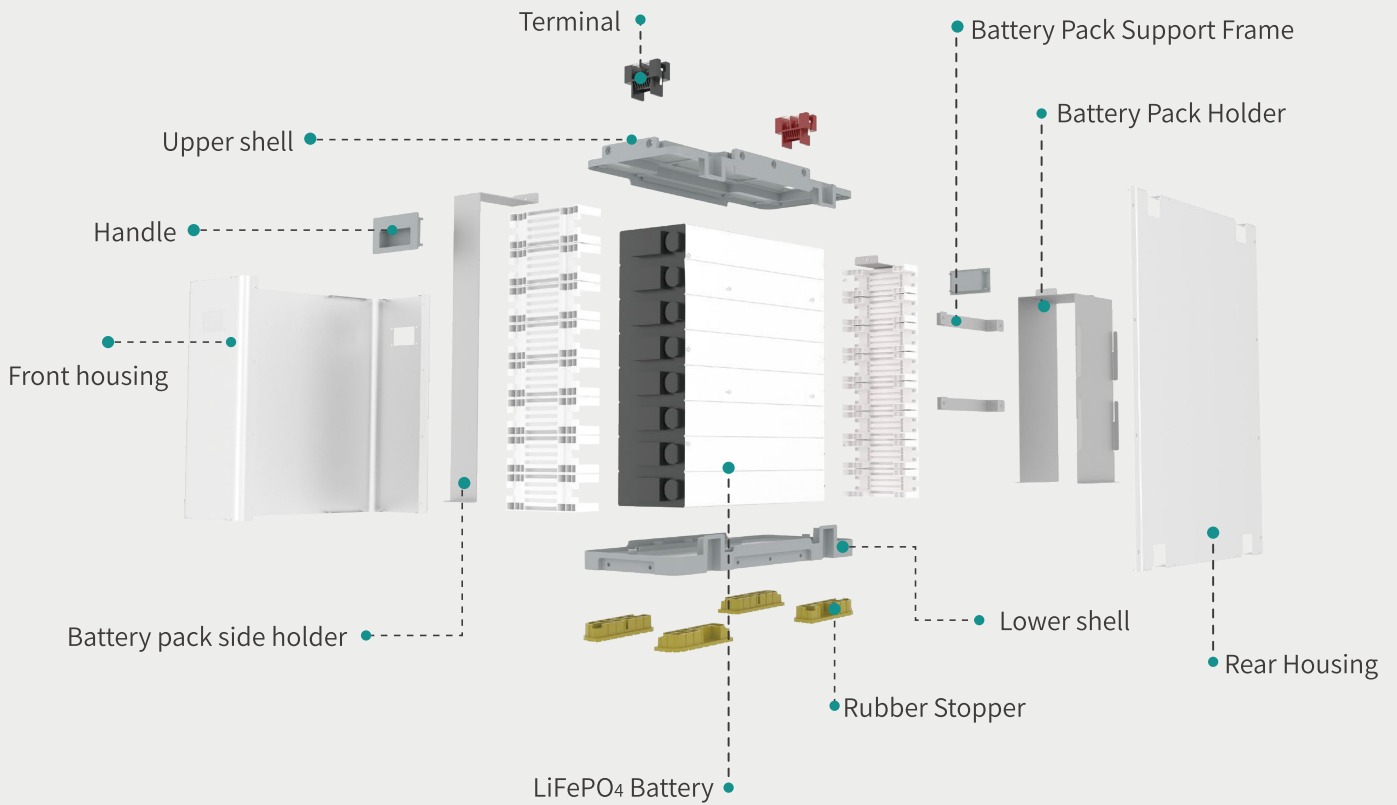 Terminal
Battery Pack Support Frame
Battery Pack Holder
Upper shell
Handle
Front housing
Battery pack side holder
Lower shell
Rear Housing
Rubber Stopper
LiFePO4 Battery